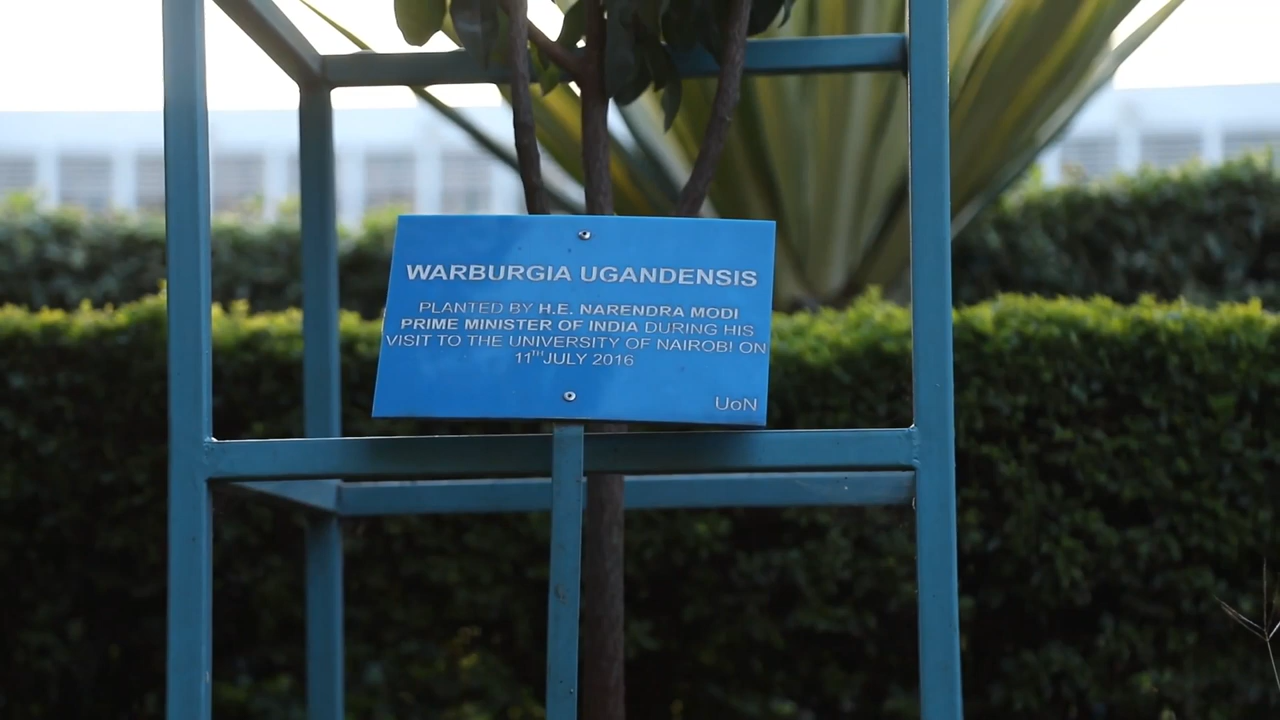 WARBURGIA UGANDENSIS
PLANTED BY H.E. NARENDRA MODI
PRIME MINISTER OF INDIA DURING HIS
VISIT TO THE UNIVERSITY OF NAIROBI ON
11TH JULY 2016
UoN